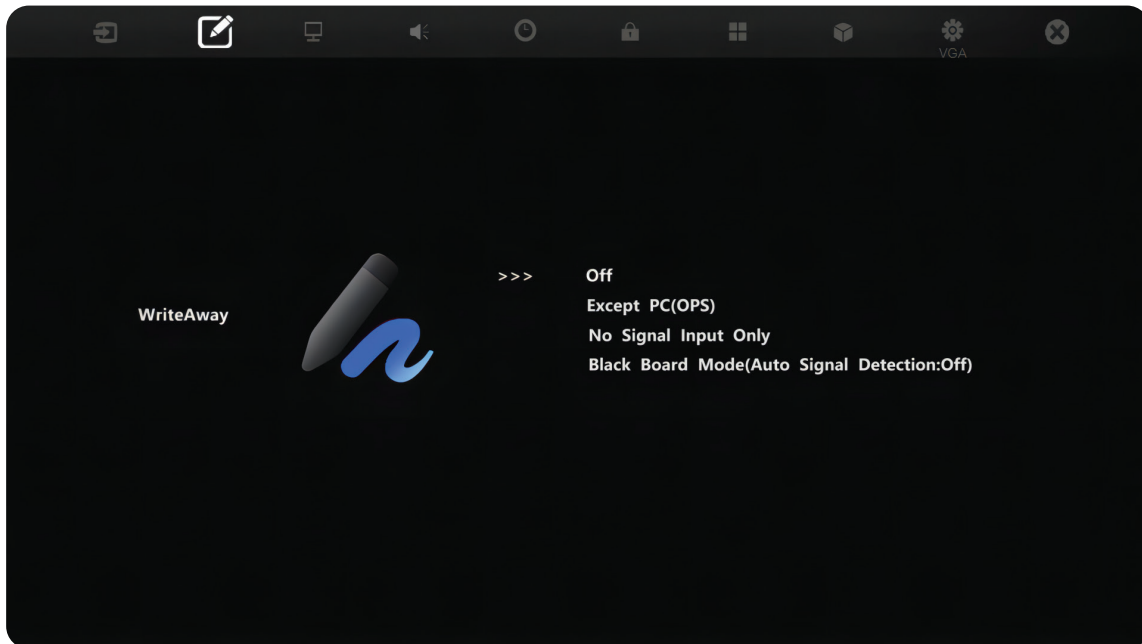 VGA
WriteAway
>>> Off
Except PC(OPS)
No Signal Input Only
Black Board Mode(Auto Signal Detection:Off)